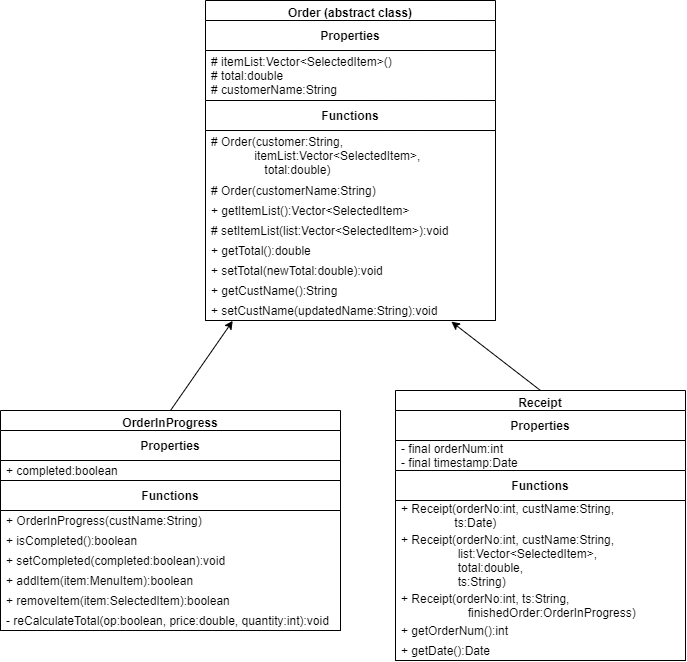 Order (abstract class)
Properties
# itemList:Vector<SelectedItem>()
# total:double
# customerName:String
Functions
# Order(customer:String,
itemList:Vector<SelectedItem>,
total:double)
# Order(customerName:String)
+ getItemList():Vector<SelectedItem>
# setItemList(list:Vector<SelectedItem>):void
+ getTotal():double
+ setTotal(newTotal:double):void
+ getCustName():String
+ setCustName(updatedName:String):void
OrderInProgress
Properties
+ completed:boolean
Functions
+ OrderInProgress(custName:String)
+ isCompleted():boolean
+ setCompleted(completed:boolean):void
+ addItem(item:MenuItem):boolean
+ removeItem(item:SelectedItem):boolean
- reCalculateTotal(op:boolean, price:double, quantity:int):void
Receipt
Properties
- final orderNum:int
- final timestamp:Date
Functions
+ Receipt(orderNo:int, custName:String,
ts:Date)
+ Receipt(orderNo:int, custName:String,
list:Vector<SelectedItem>,
total:double,
ts:String)
+ Receipt(orderNo:int, ts:String,
finishedOrder:OrderInProgress)
+ getOrderNum():int
+ getDate():Date